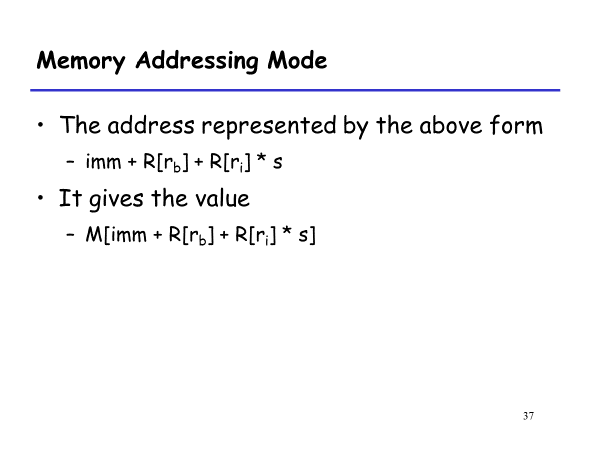 Memory Addressing Mode
• The address represented by the above form
– imm + R[r_b] + R[r_i] * s
• It gives the value
– M[imm + R[r_b] + R[r_i] * s]
37